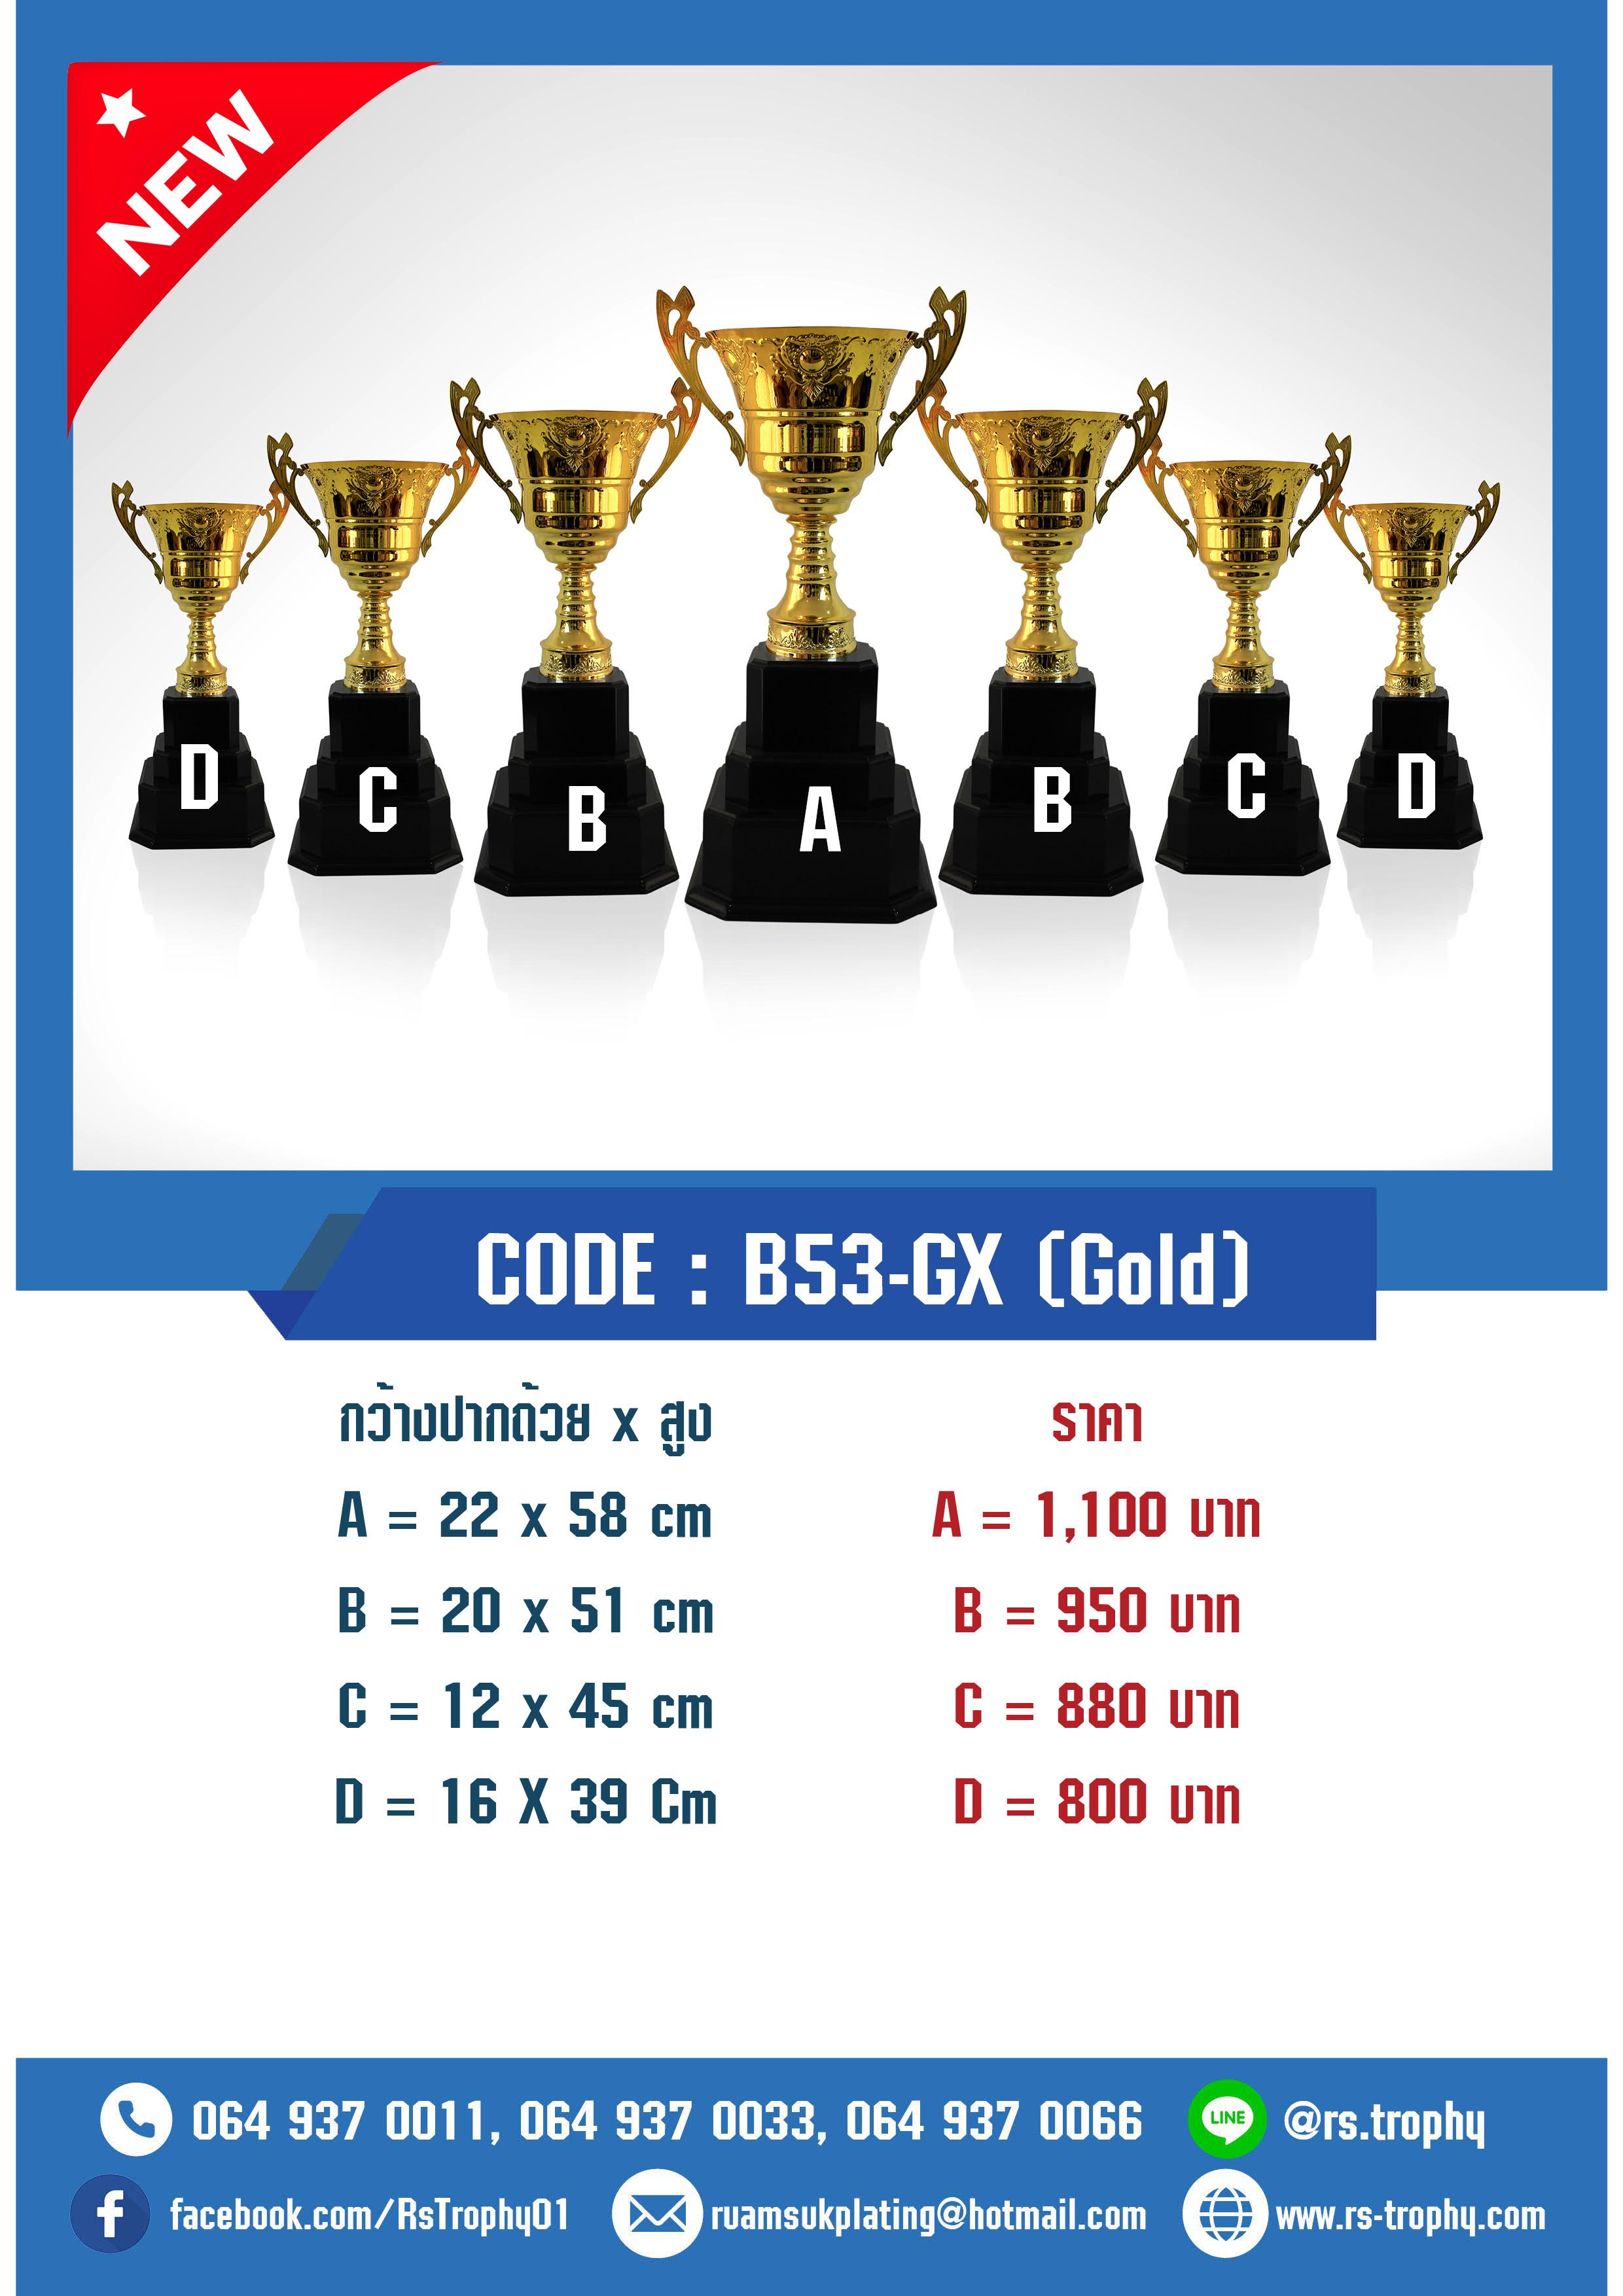 NEW
D C B A B C D
CODE : B53-GX (Gold)
กว้างปากถ้วย x สูง
A = 22 x 58 cm
B = 20 x 51 cm
C = 12 x 45 cm
D = 16 X 39 Cm
ราคา
A = 1,100 บาท
B = 950 บาท
C = 880 บาท
D = 800 บาท
064 937 0011, 064 937 0033, 064 937 0066
LINE @rs.trophy
facebook.com/RsTrophy01
ruamsukplating@hotmail.com
www.rs-trophy.com